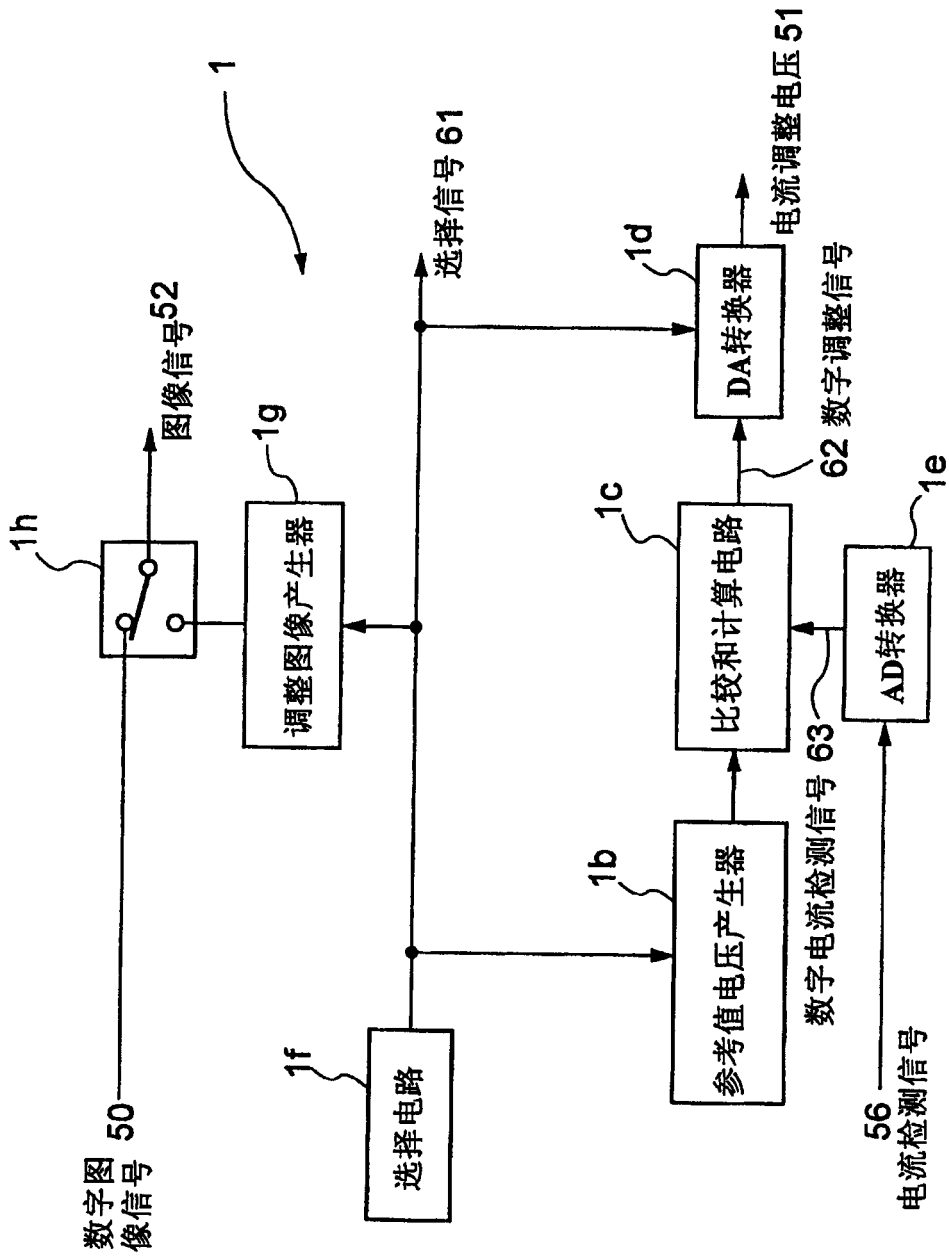 数字图
像信号 50
1h
图像信号 52
1
1g
调整图像产生器
选择信号 61
1f
选择电路
1b
参考值电压产生器
1c
比较和计算电路
1d
DA转换器
电流调整电压 51
62 数字调整信号
数字电流检测信号 63
1e
AD转换器
56
电流检测信号